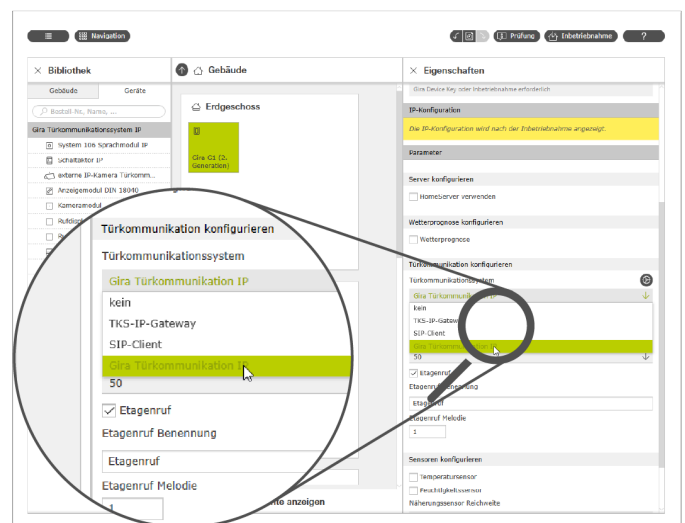 Navigation
Prüfung
Inbetriebnahme
?
× Bibliothek
Gebäude
Geräte
Bestell-Nr, Name, ...
Gira Türkommunikationssystem IP
System 106 Sprachmodul IP
Schaltaktor IP
externe IP-Kamera Türkomm...
Anzeigemodul DIN 18040
Kameramodul
Gebäude
Erdgeschoss
Gira G1 (2. Generation)
Türkommunikation konfigurieren
Türkommunikationssystem
Gira Türkommunikation IP
kein
TKS-IP-Gateway
SIP-Client
Gira Türkommunikation IP
50
Etagenruf
Etagenruf Benennung
Etagenruf
Etagenruf Melodie
1
anzeigen
× Eigenschaften
Gira Device Key oder Inbetriebnahme erforderlich
IP-Konfiguration
Die IP-Konfiguration wird nach der Inbetriebnahme angezeigt.
Parameter
Server konfigurieren
HomeServer verwenden
Wetterprognose konfigurieren
Wetterprognose
Türkommunikation konfigurieren
Türkommunikationssystem
Gira Türkommunikation IP
kein
TKS-IP-Gateway
SIP-Client
Gira Türkommunikation IP
50
Etagenruf
Etagenruf Benennung
Etagenruf
Etagenruf Melodie
1
Sensoren konfigurieren
Temperatursensor
Feuchtigkeitssensor
Näherungssensor Reichweite